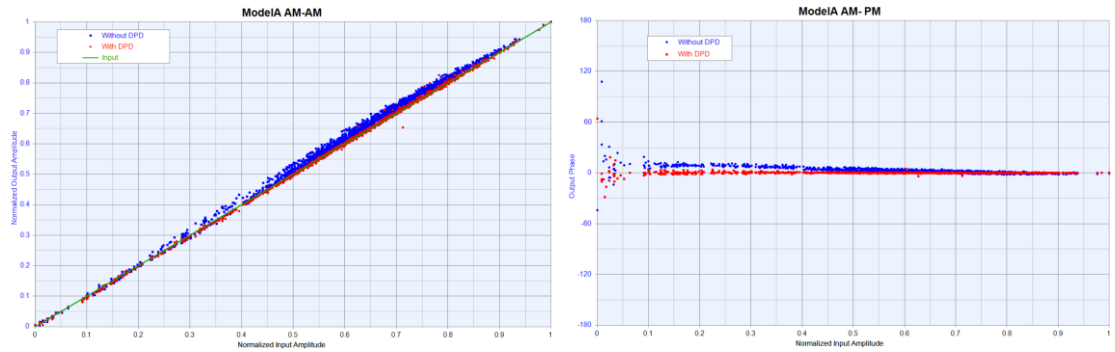 ModelA AM-AM
Without DPD
With DPD
Input
Normalized Output Amplitude
1
0.9
0.8
0.7
0.6
0.5
0.4
0.3
0.2
0.1
0
0 0.1 0.2 0.3 0.4 0.5 0.6 0.7 0.8 0.9 1
Normalized Input Amplitude
ModelA AM- PM
Without DPD
With DPD
Output Phase
180
120
60
0
-60
-120
-180
0 0.1 0.2 0.3 0.4 0.5 0.6 0.7 0.8 0.9 1
Normalized Input Amplitude